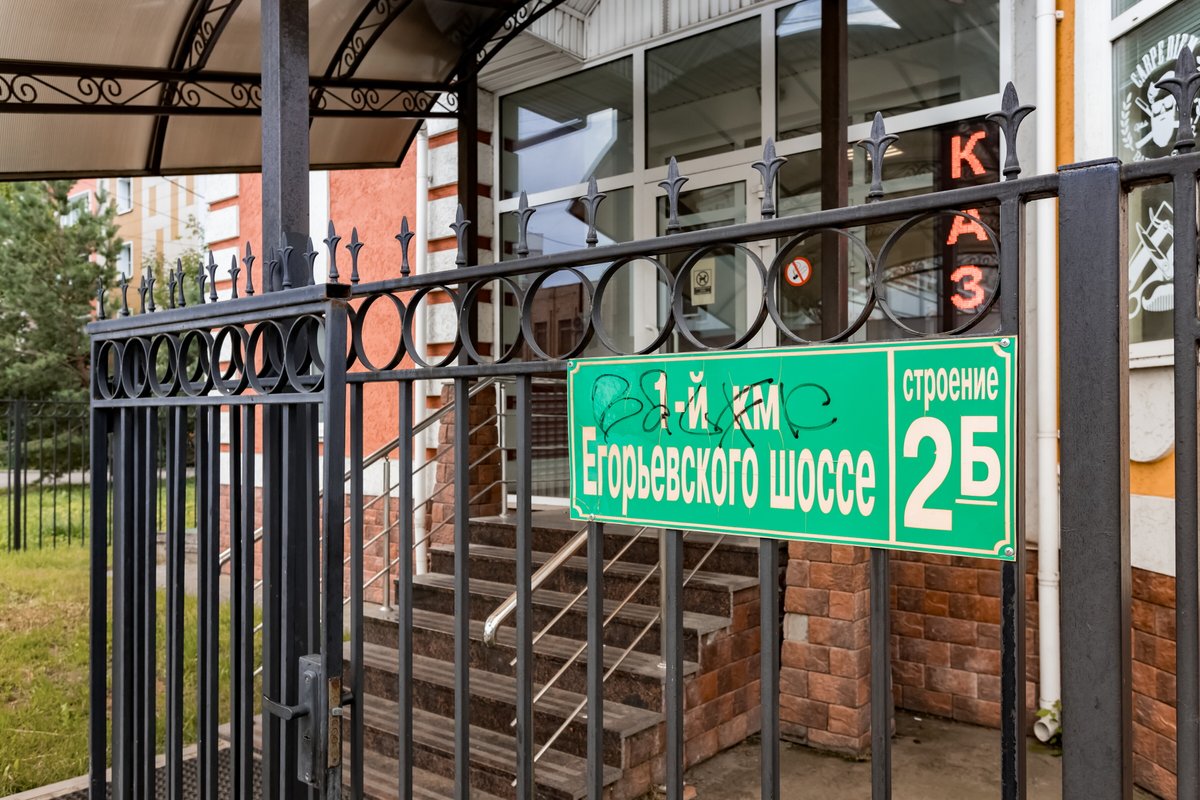 1-й км
Егорьевского шоссе
строение
2Б
КАЗ